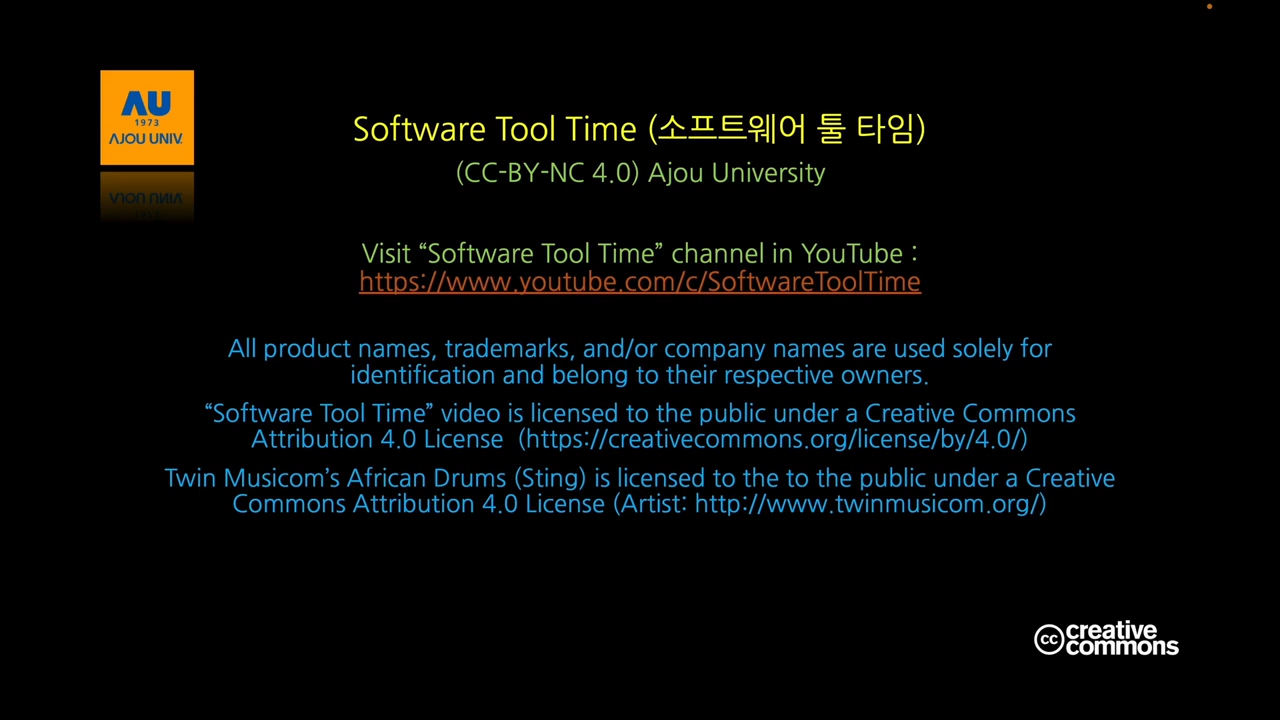 AU
1973
AJOU UNIV.
Software Tool Time (소프트웨어 툴 타임)
(CC-BY-NC 4.0) Ajou University
Visit “Software Tool Time” channel in YouTube :
https://www.youtube.com/c/SoftwareToolTime
All product names, trademarks, and/or company names are used solely for
identification and belong to their respective owners.
“Software Tool Time” video is licensed to the public under a Creative Commons
Attribution 4.0 License (https://creativecommons.org/license/by/4.0/)
Twin Musicom’s African Drums (Sting) is licensed to the to the public under a Creative
Commons Attribution 4.0 License (Artist: http://www.twinmusicom.org/)
cc creative
commons